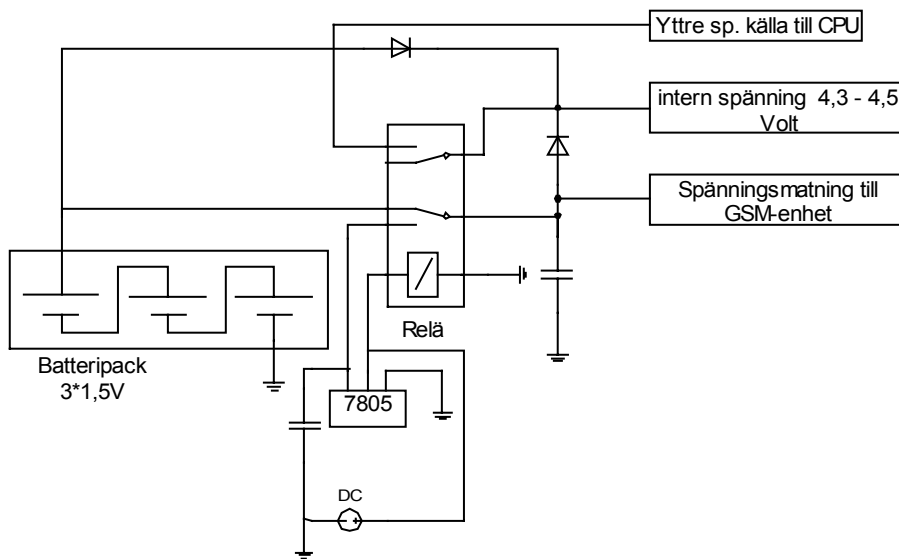 Yttre sp. källa till CPU
intern spänning 4,3 - 4,5
Volt
Spänningsmatning till
GSM-enhet
Relä
Batteripack
3*1,5V
7805
DC